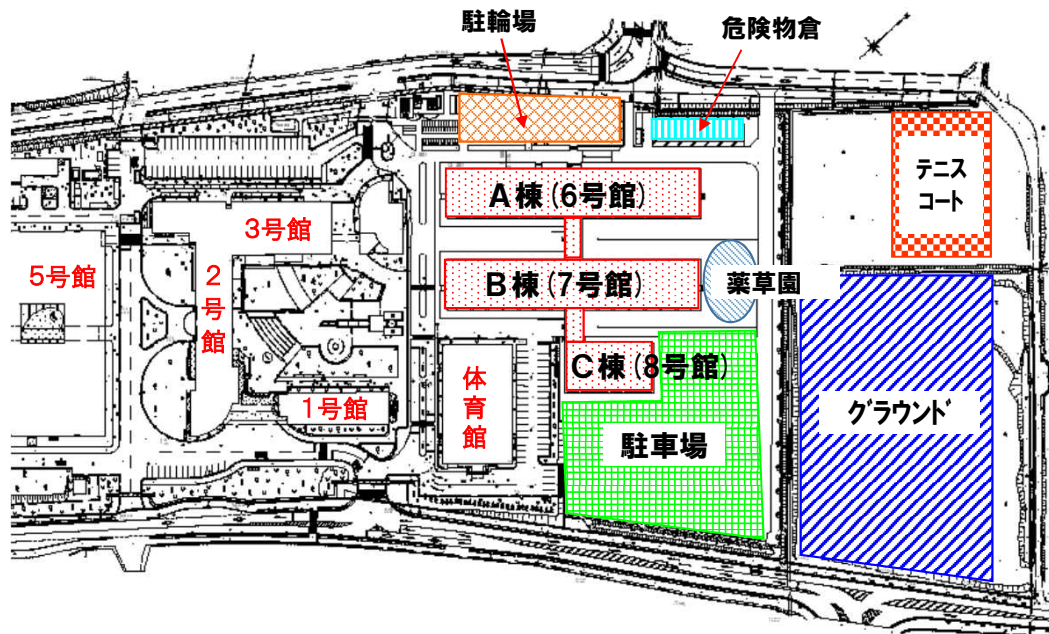 駐輪場
危険物倉
A棟(6号館)
テニス
コート
3号館
5号館
2号館
B棟(7号館)
薬草園
C棟(8号館)
体育館
1号館
グラウンド
駐車場